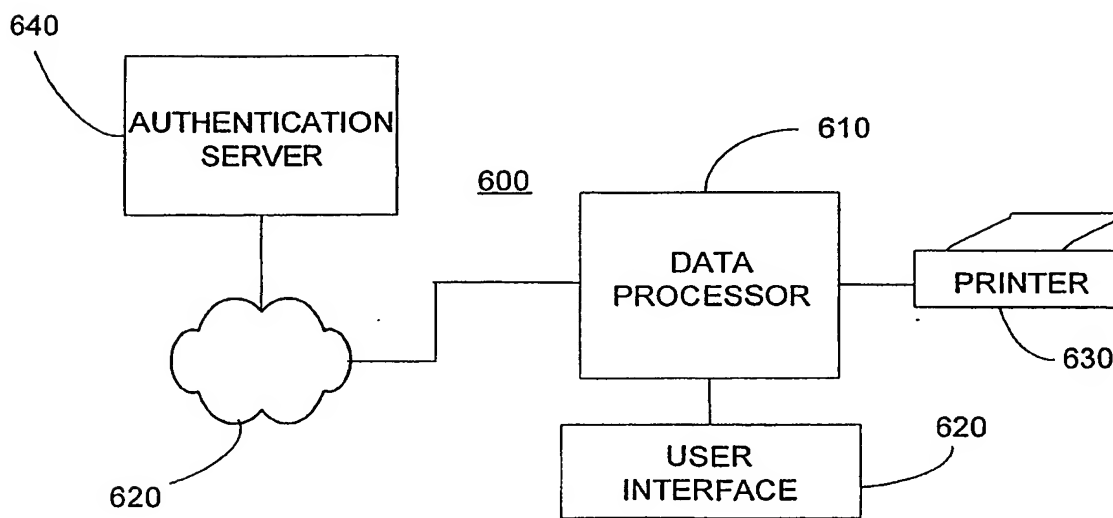 640
AUTHENTICATION
SERVER
600
610
DATA
PROCESSOR
PRINTER
630
620
USER
INTERFACE
620